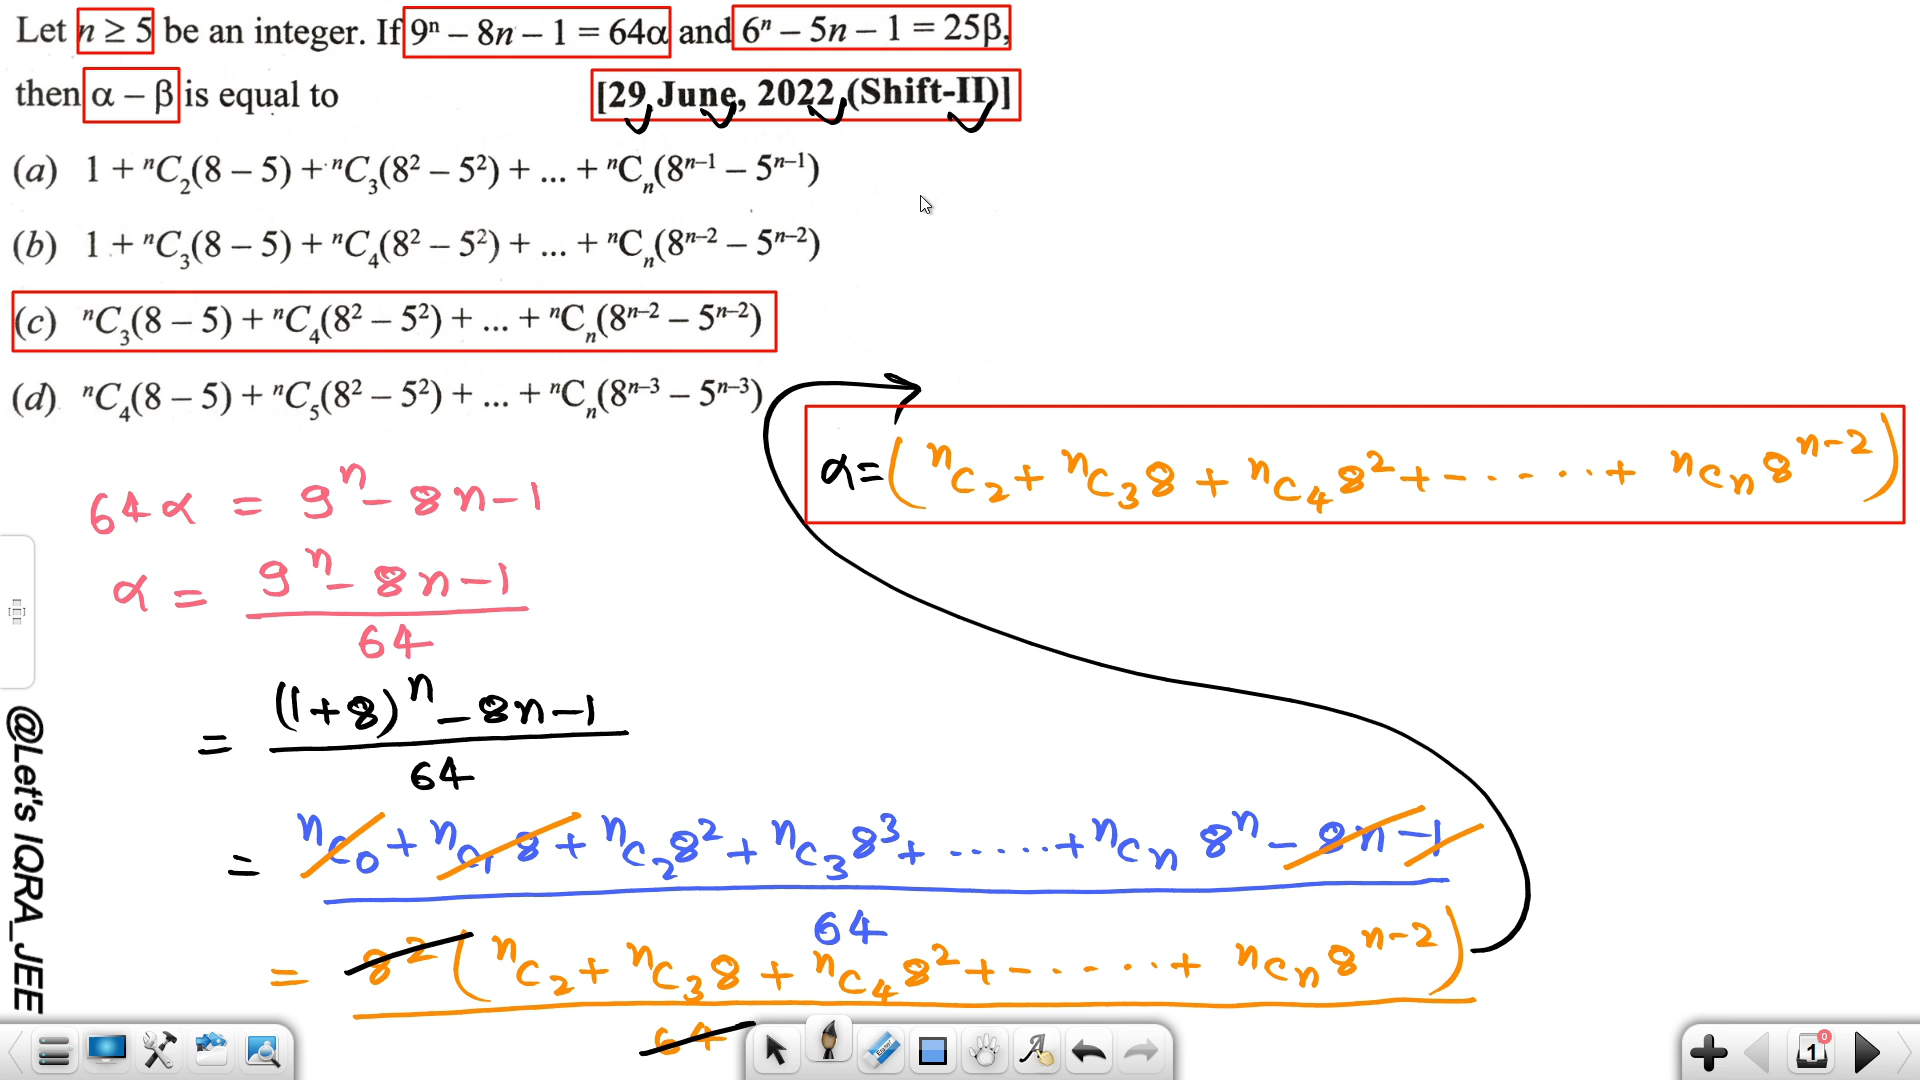 Let n ≥ 5 be an integer. If 9ⁿ – 8n – 1 = 64α and 6ⁿ – 5n – 1 = 25β,
then α – β is equal to [29 June, 2022 (Shift-II)]
(a) 1 + ⁿC₂(8 – 5) + ⁿC₃(8² – 5²) + ... + ⁿCₙ(8ⁿ⁻¹ – 5ⁿ⁻¹)
(b) 1 + ⁿC₃(8 – 5) + ⁿC₄(8² – 5²) + ... + ⁿCₙ(8ⁿ⁻² – 5ⁿ⁻²)
(c) ⁿC₃(8 – 5) + ⁿC₄(8² – 5²) + ... + ⁿCₙ(8ⁿ⁻² – 5ⁿ⁻²)
(d) ⁿC₄(8 – 5) + ⁿC₅(8² – 5²) + ... + ⁿCₙ(8ⁿ⁻³ – 5ⁿ⁻³)
α = (ⁿC₂ + ⁿC₃8 + ⁿC₄8² + - - - - - + ⁿCₙ8ⁿ⁻²)
64α = 9ⁿ – 8n – 1
α = 9ⁿ – 8n – 1
64
= (1+8)ⁿ – 8n – 1
64
= ⁿC₀ + ⁿC₁8 + ⁿC₂8² + ⁿC₃8³ + ...... + ⁿCₙ 8ⁿ – 8n – 1
64
= 8² (ⁿC₂ + ⁿC₃8 + ⁿC₄8² + - - - - - + ⁿCₙ8ⁿ⁻²)
64
@Let's IQRA_JEE
Eraser
A
1
0